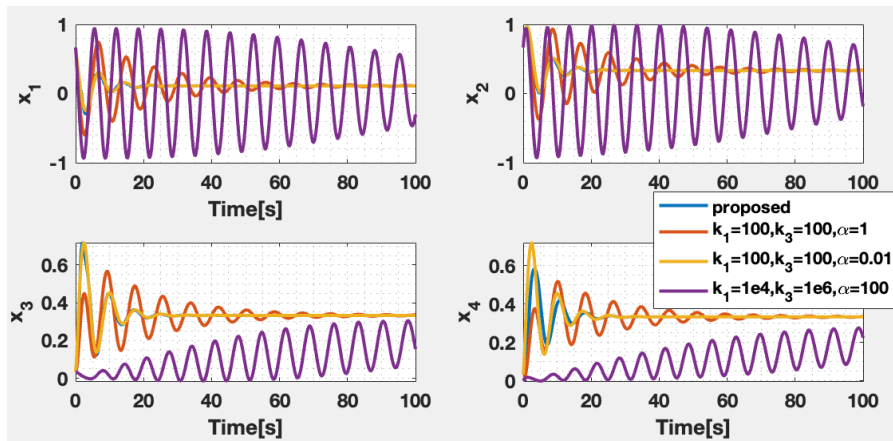 1
0
-1
x1
0 20 40 60 80 100
Time[s]
1
0
-1
x2
0 20 40 60 80 100
Time[s]
0.6
0.4
0.2
0
x3
0 20 40 60 80 100
Time[s]
0.6
0.4
0.2
0
x4
0 20 40 60 80 100
Time[s]
proposed
k1=100,k3=100,α=1
k1=100,k3=100,α=0.01
k1=1e4,k3=1e6,α=100